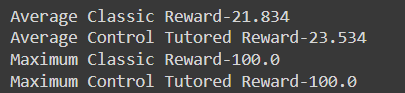 Average Classic Reward-21.834
Average Control Tutored Reward-23.534
Maximum Classic Reward-100.0
Maximum Control Tutored Reward-100.0